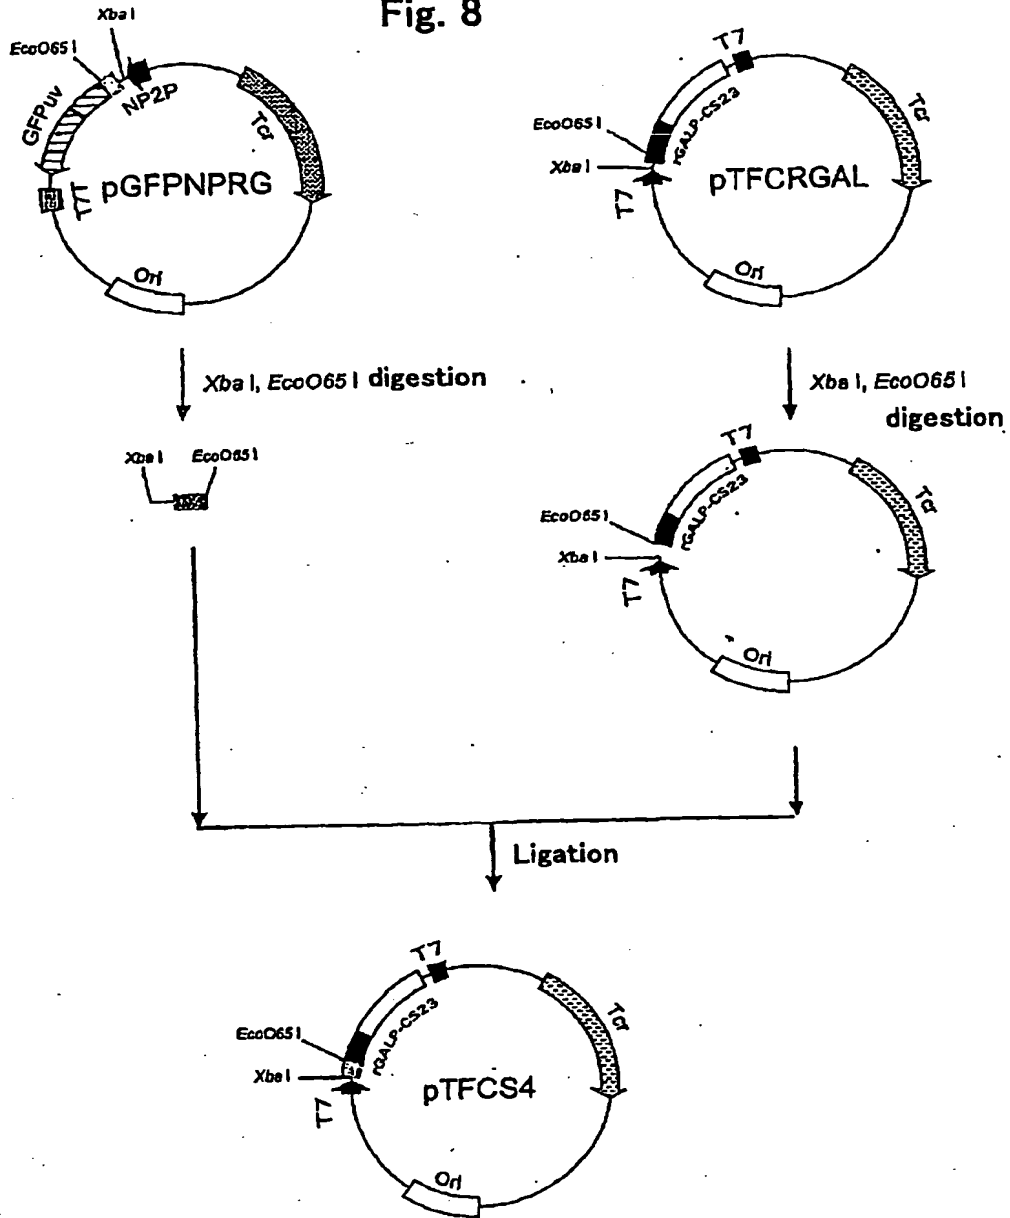 Fig. 8
XbaI
EcoO65I
NP2P
GFPuv
T7T
Tcr
pGFPNPRG
Ori
T7
EcoO65I
XbaI
rGALP-CS23
T7
Tcr
pTFCRGAL
Ori
XbaI, EcoO65I digestion
XbaI, EcoO65I
digestion
XbaI EcoO65I
T7
EcoO65I
XbaI
rGALP-CS23
T7
Tcr
Ori
Ligation
T7
EcoO65I
XbaI
rGALP-CS23
T7
Tcr
pTFCS4
Ori